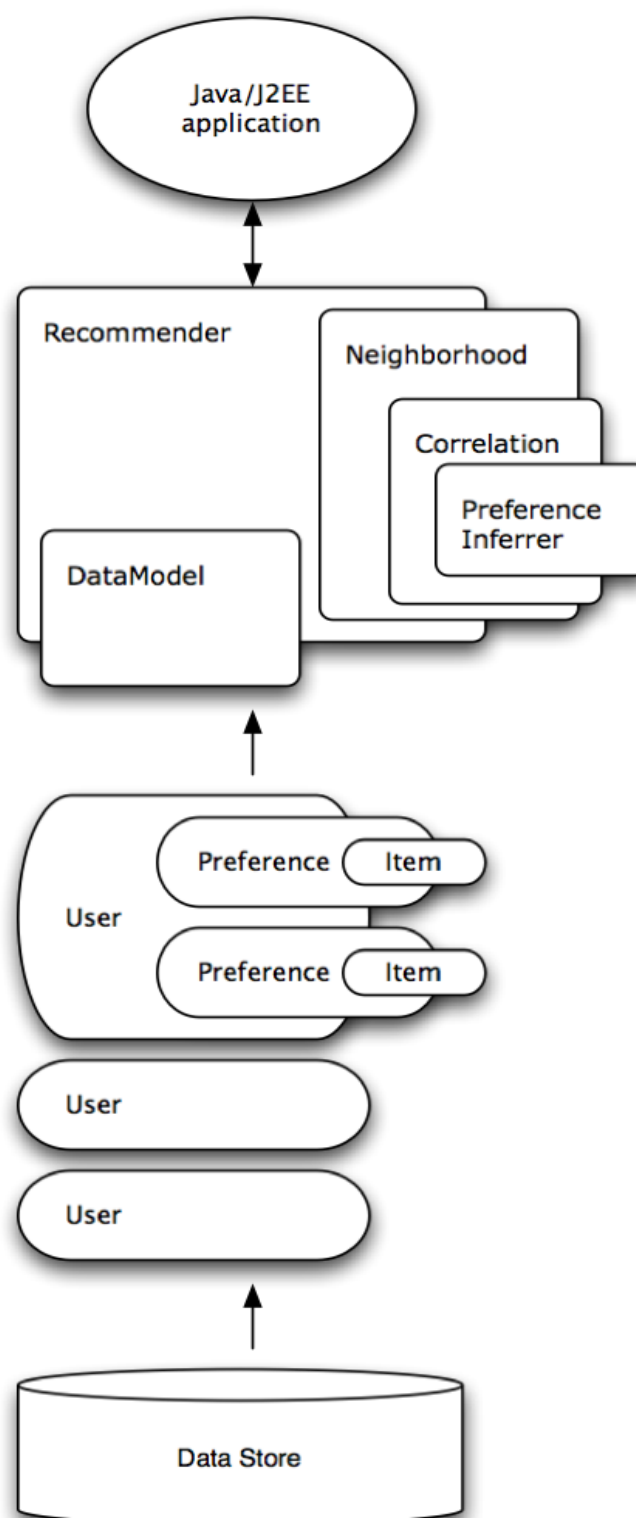 Java/J2EE
application
Recommender
Neighborhood
Correlation
Preference
Inferrer
DataModel
Preference
Item
User
Preference
Item
User
User
Data Store